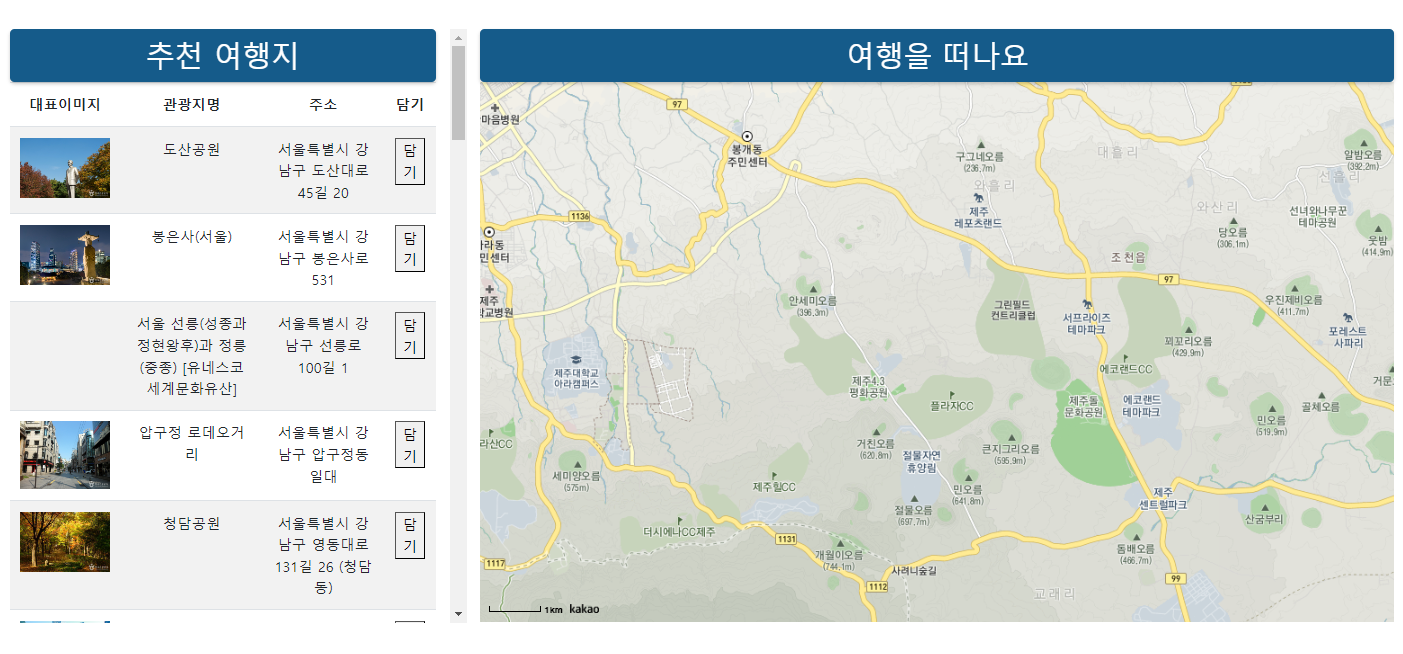 추천 여행지
대표이미지 관광지명 주소 담기
도산공원
서울특별시 강
남구 도산대로
45길 20
담
기
봉은사(서울)
서울특별시 강
남구 봉은사로
531
담
기
서울 선릉(성종과
정현왕후)과 정릉
(중종) [유네스코
세계문화유산]
서울특별시 강
남구 선릉로
100길 1
담
기
압구정 로데오거
리
서울특별시 강
남구 압구정동
일대
담
기
청담공원
서울특별시 강
남구 영동대로
131길 26 (청담
동)
담
기
여행을 떠나요
97
마음병원
봉개동
주민센터
구그네오름
(236.7m)
대흘리
알밤오름
(392.2m)
선흘리
와흘리
제주
레포츠랜드
와산리
선녀와나무꾼
테마공원
1136
당오름
(306.1m)
웃밤
(414.9m)
라동
민센터
조천읍
97
제주
학교병원
안세미오름
(396.3m)
그린필드
컨트리클럽
서프라이즈
테마파크
우진제비오름
(411.7m)
포레스트
사파리
꾀꼬리오름
(429.9m)
제주대학교
아라캠퍼스
에코랜드CC
제주4.3
평화공원
거문
플라자CC
제주돌
문화공원
에코랜드
테마파크
골체오름
민오름
(519.9m)
라산CC
거친오름
(620.8m)
큰지그리오름
(595.9m)
절물자연
휴양림
세미양오름
(575m)
제주힐CC
민오름
(641.8m)
제주
센트럴파크
절물오름
(697.7m)
산굼부리
더시에나CC제주
1131
개월이오름
(744.1m)
돔배오름
(466.7m)
1117
사려니숲길
1112
99
교래리
1km kakao